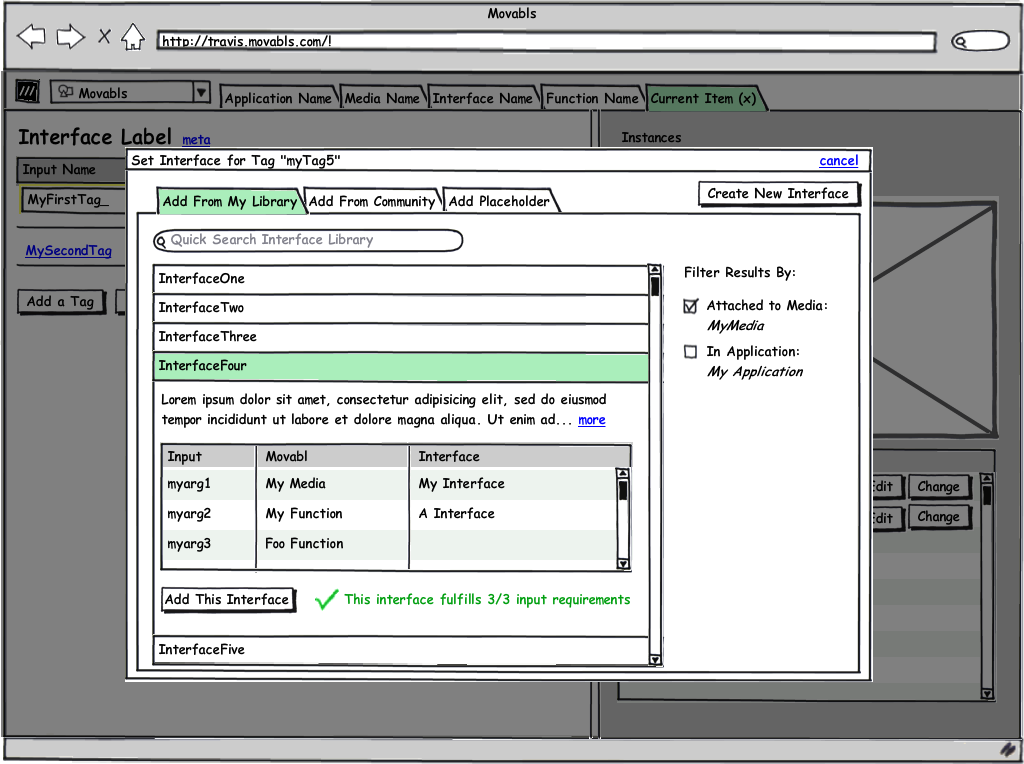 Movabls
http://travis.movabls.com/!
Movabls
Application Name
Media Name
Interface Name
Function Name
Current Item (x)
Interface Label meta
Instances
Input Name
MyFirstTag_
MySecondTag
Add a Tag
Set Interface for Tag "myTag5"
cancel
Add From My Library
Add From Community
Add Placeholder
Create New Interface
Quick Search Interface Library
InterfaceOne
InterfaceTwo
InterfaceThree
InterfaceFour
Lorem ipsum dolor sit amet, consectetur adipisicing elit, sed do eiusmod
tempor incididunt ut labore et dolore magna aliqua. Ut enim ad... more
Input Movabl Interface
myarg1 My Media My Interface
myarg2 My Function A Interface
myarg3 Foo Function
Add This Interface
This interface fulfills 3/3 input requirements
InterfaceFive
Filter Results By:
Attached to Media:
MyMedia
In Application:
My Application
Change
Change